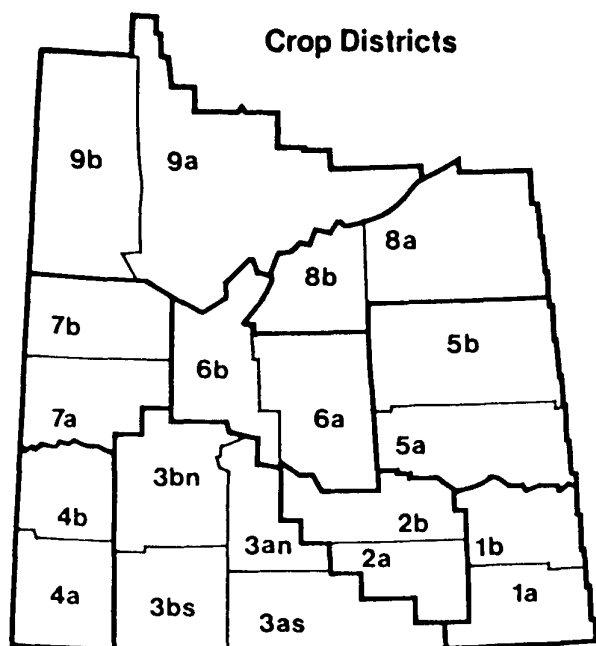 Crop Districts
9b
9a
8a
8b
7b
5b
6b
7a
6a
5a
3bn
4b
2b
3an
1b
2a
4a
3bs
3as
1a